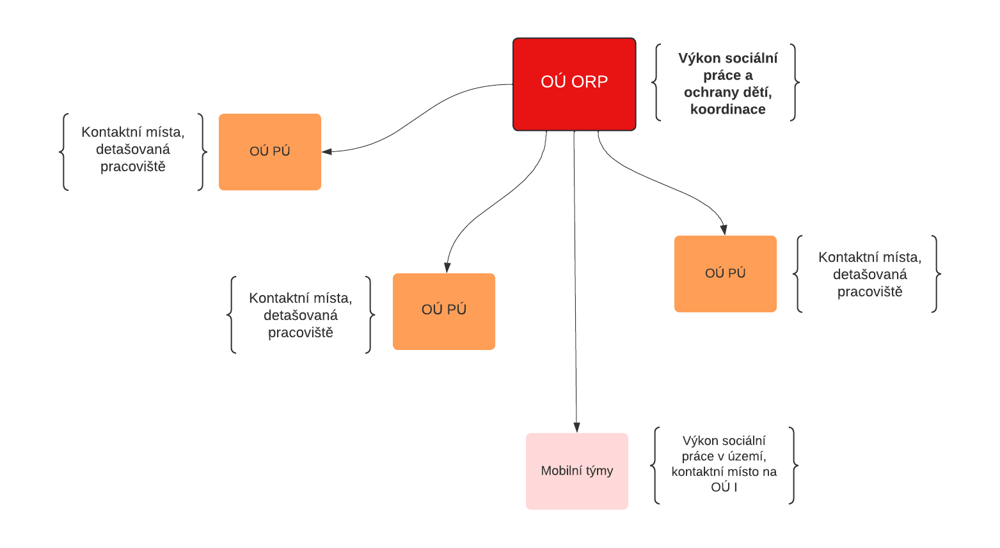 OÚ ORP
Výkon sociální
práce a
ochrany dětí,
koordinace
Kontaktní místa,
detašovaná
pracoviště
OÚ PÚ
Kontaktní místa,
detašovaná
pracoviště
OÚ PÚ
OÚ PÚ
Kontaktní místa,
detašovaná
pracoviště
Mobilní týmy
Výkon sociální
práce v území,
kontaktní místo na
OÚ I